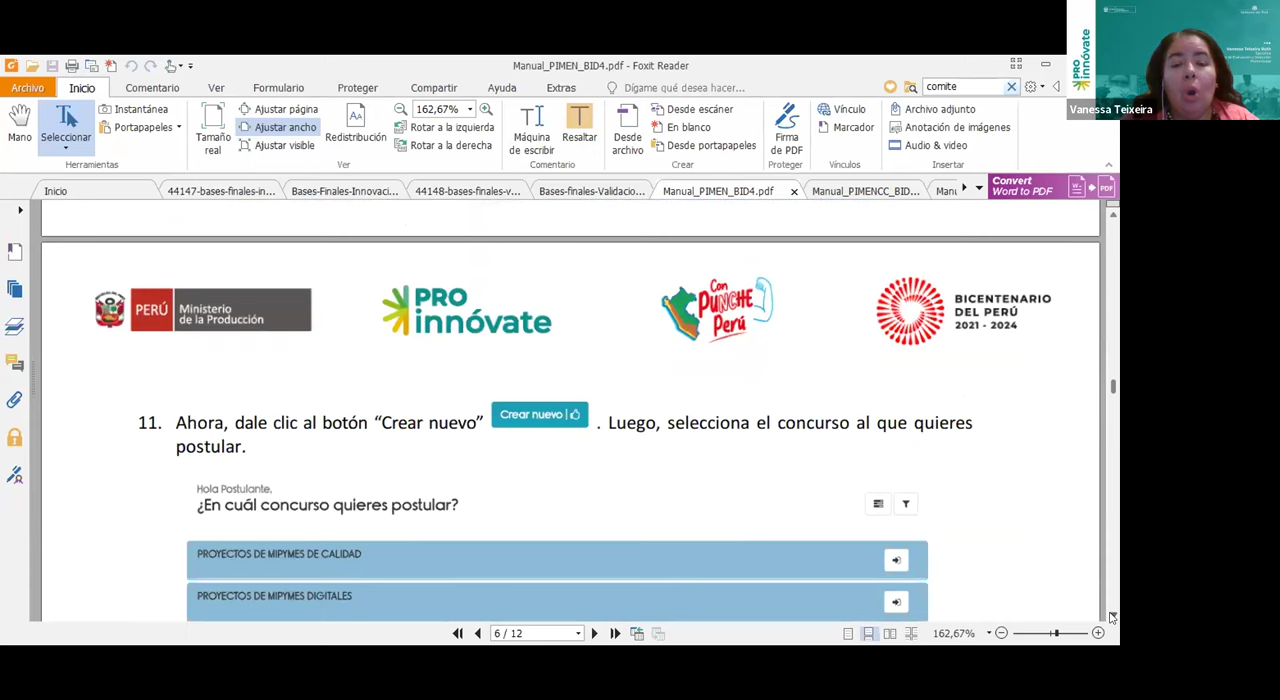 Manual_PIMEN_BID4.pdf - Foxit Reader
Archivo Inicio Comentario Ver Formulario Proteger Compartir Ayuda Extras Dígame qué desea hacer... comite
Mano
Seleccionar
Instantánea
Portapapeles
Herramientas
Tamaño real
Ajustar página
Ajustar ancho
Ajustar visible
Redistribución
162,67%
Rotar a la izquierda
Rotar a la derecha
Ver
Máquina de escribir
Resaltar
Comentario
Desde archivo
Desde escáner
En blanco
Desde portapapeles
Crear
Firma de PDF
Proteger
Vínculo
Marcador
Vínculos
Archivo adjunto
Anotación de imágenes
Audio & video
Insertar
Inicio 44147-bases-finales-in... Bases-Finales-Innovaci... 44148-bases-finales-v... Bases-finales-Validacio... Manual_PIMEN_BID4.pdf Manual_PIMENCC_BID... Manu
Convert
Word to PDF
PDF
PERÚ
Ministerio
de la Producción
PRO
innóvate
Con
PUNCHE
Perú
BICENTENARIO
DEL PERÚ
2021 - 2024
11. Ahora, dale clic al botón “Crear nuevo” Crear nuevo . Luego, selecciona el concurso al que quieres
postular.
Hola Postulante,
¿En cuál concurso quieres postular?
PROYECTOS DE MIPYMES DE CALIDAD
PROYECTOS DE MIPYMES DIGITALES
6 / 12
162,67%
PRO
innóvate
Vanessa Teixeira Roth
Vanessa Teixeira